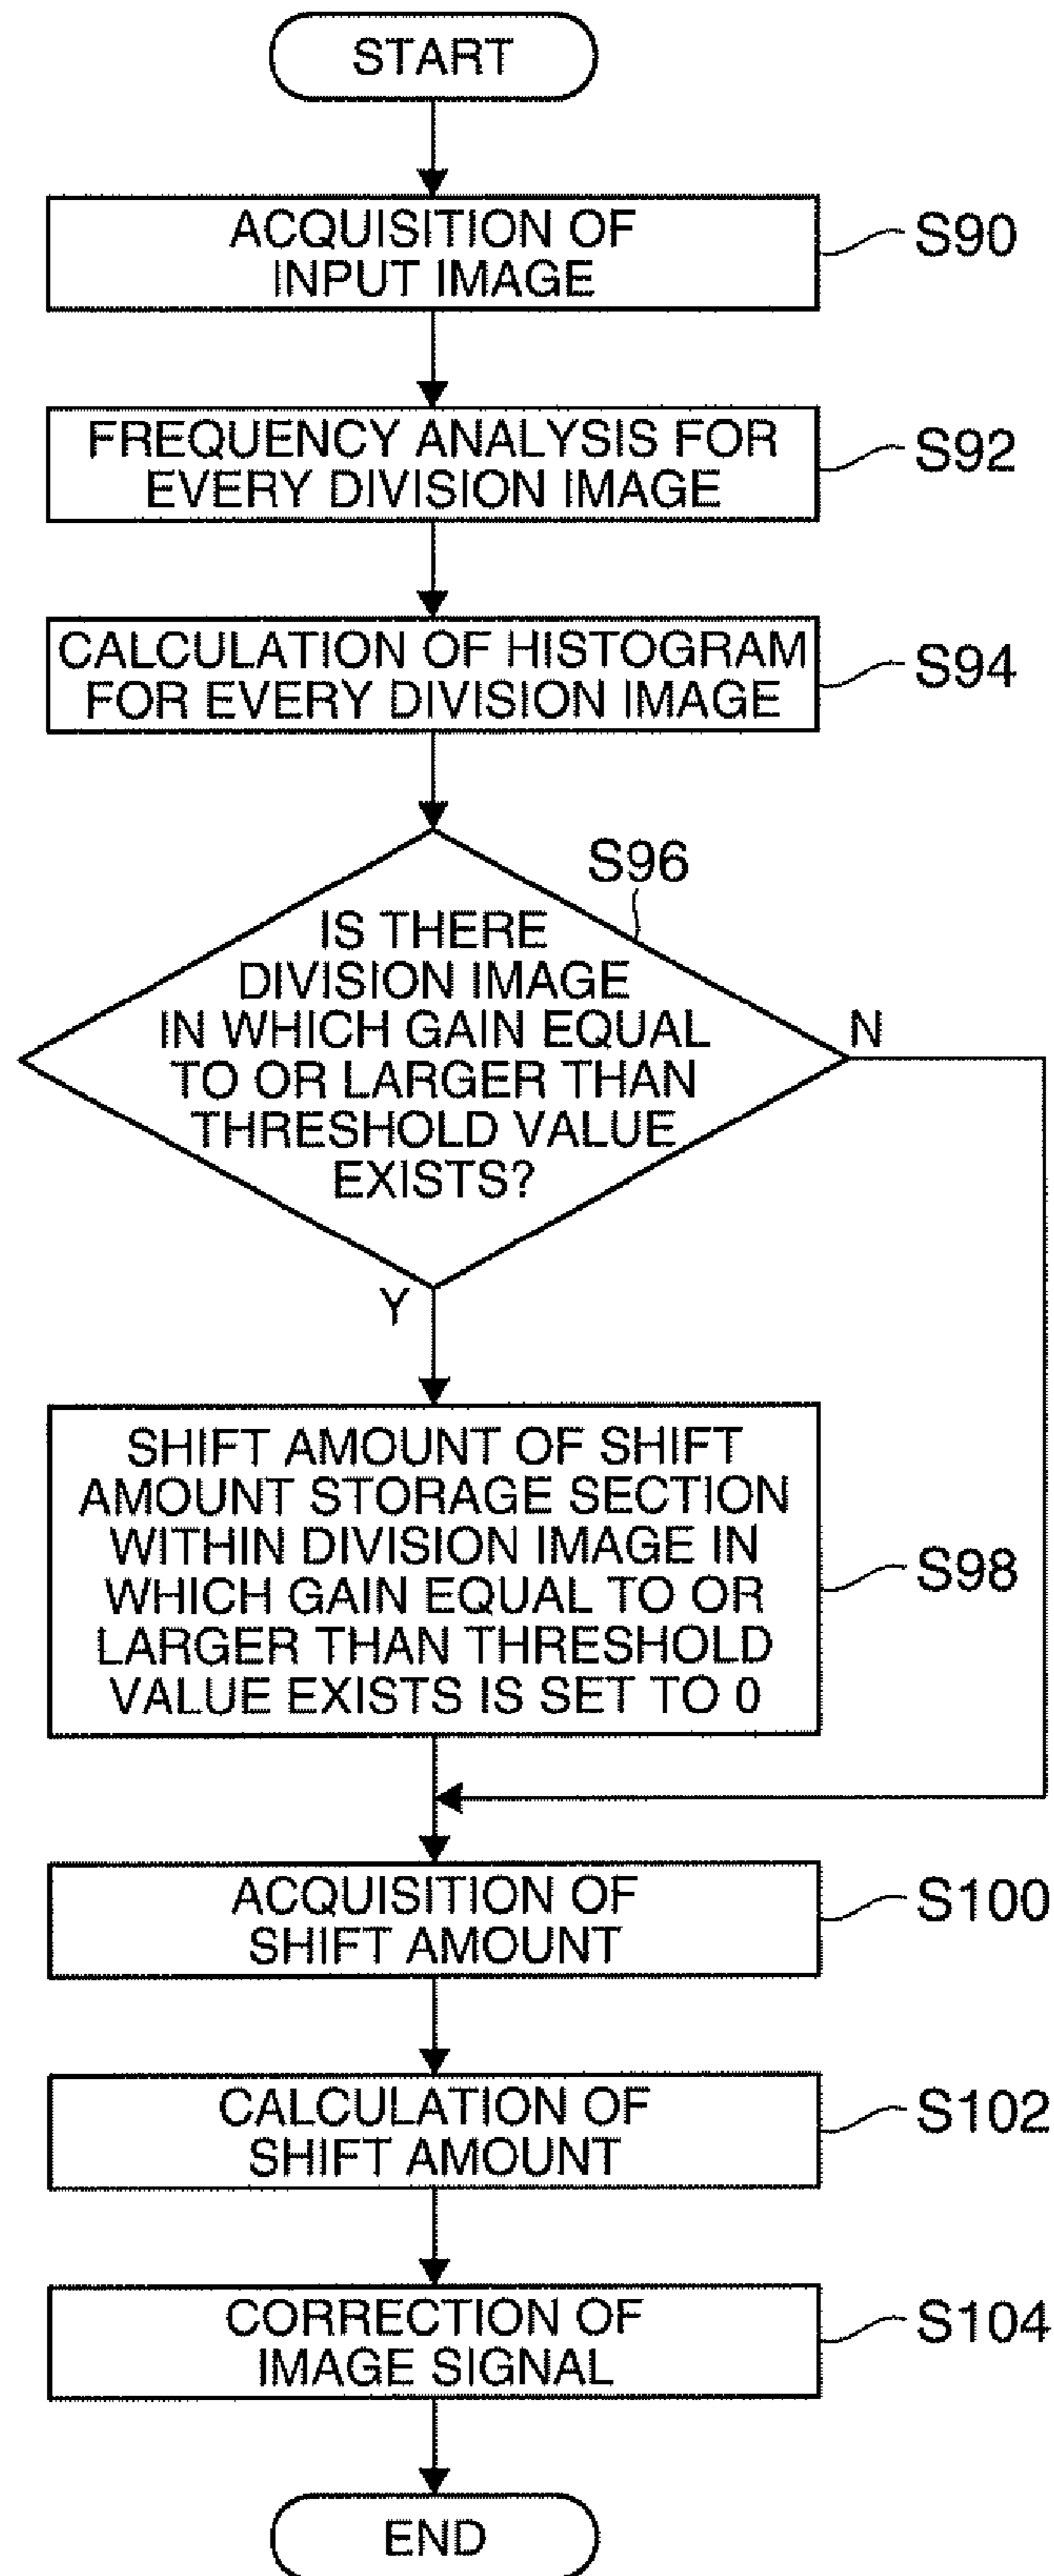 START
ACQUISITION OF
INPUT IMAGE
S90
FREQUENCY ANALYSIS FOR
EVERY DIVISION IMAGE
S92
CALCULATION OF HISTOGRAM
FOR EVERY DIVISION IMAGE
S94
S96
IS THERE
DIVISION IMAGE
IN WHICH GAIN EQUAL
TO OR LARGER THAN
THRESHOLD VALUE
EXISTS?
N
Y
SHIFT AMOUNT OF SHIFT
AMOUNT STORAGE SECTION
WITHIN DIVISION IMAGE IN
WHICH GAIN EQUAL TO OR
LARGER THAN THRESHOLD
VALUE EXISTS IS SET TO 0
S98
ACQUISITION OF
SHIFT AMOUNT
S100
CALCULATION OF
SHIFT AMOUNT
S102
CORRECTION OF
IMAGE SIGNAL
S104
END